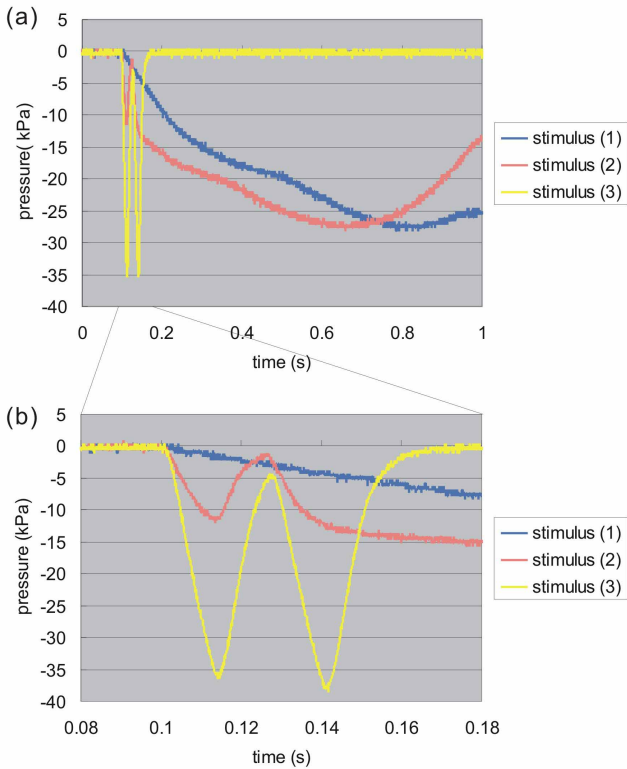 (a)
5
0
-5
-10
-15
-20
-25
-30
-35
-40
pressure( kPa)
0 0.2 0.4 0.6 0.8 1
time (s)
stimulus (1)
stimulus (2)
stimulus (3)
(b)
5
0
-5
-10
-15
-20
-25
-30
-35
-40
pressure (kPa)
0.08 0.1 0.12 0.14 0.16 0.18
time (s)
stimulus (1)
stimulus (2)
stimulus (3)